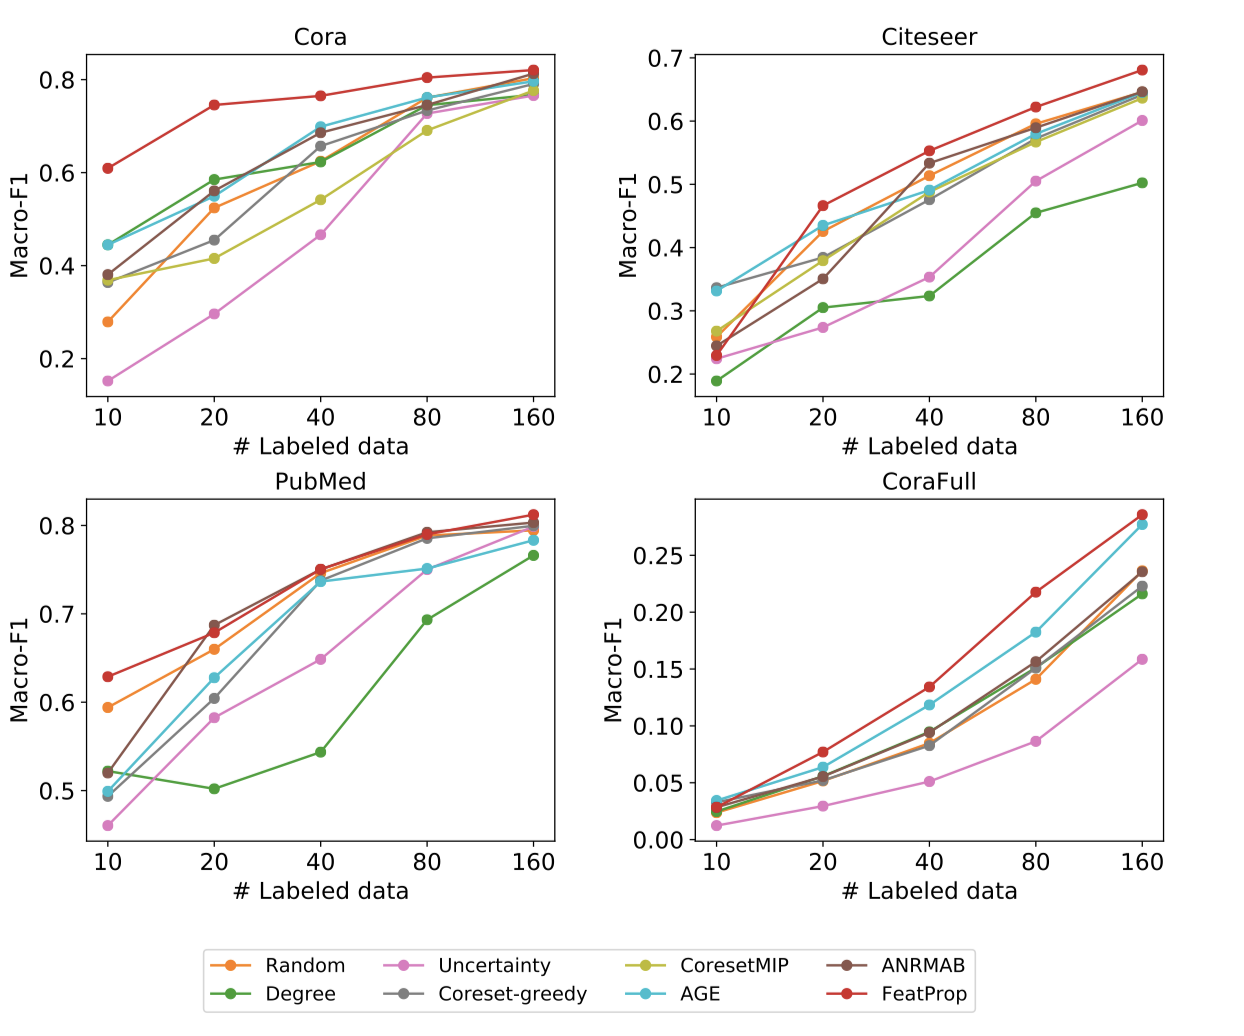 Cora
Macro-F1
0.8
0.6
0.4
0.2
10 20 40 80 160
# Labeled data
Citeseer
Macro-F1
0.7
0.6
0.5
0.4
0.3
0.2
10 20 40 80 160
# Labeled data
PubMed
Macro-F1
0.8
0.7
0.6
0.5
10 20 40 80 160
# Labeled data
CoraFull
Macro-F1
0.25
0.20
0.15
0.10
0.05
0.00
10 20 40 80 160
# Labeled data
Random Uncertainty CoresetMIP ANRMAB
Degree Coreset-greedy AGE FeatProp